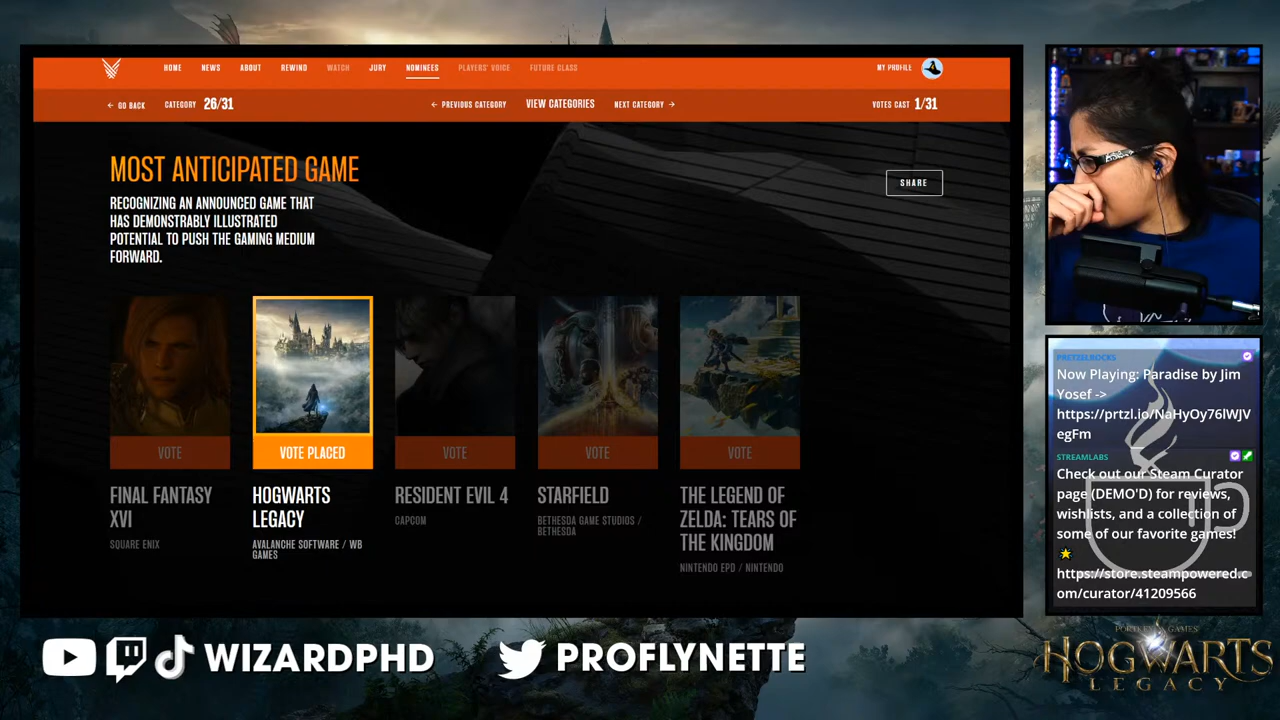 HOME NEWS ABOUT REWIND WATCH JURY NOMINEES PLAYERS' VOICE FUTURE CLASS MY PROFILE
← GO BACK CATEGORY 26/31 ← PREVIOUS CATEGORY VIEW CATEGORIES NEXT CATEGORY → VOTES CAST 1/31
MOST ANTICIPATED GAME
SHARE
RECOGNIZING AN ANNOUNCED GAME THAT
HAS DEMONSTRABLY ILLUSTRATED
POTENTIAL TO PUSH THE GAMING MEDIUM
FORWARD.
VOTE
FINAL FANTASY
XVI
SQUARE ENIX
VOTE PLACED
HOGWARTS
LEGACY
AVALANCHE SOFTWARE / WB
GAMES
VOTE
RESIDENT EVIL 4
CAPCOM
VOTE
STARFIELD
BETHESDA GAME STUDIOS /
BETHESDA
VOTE
THE LEGEND OF
ZELDA: TEARS OF
THE KINGDOM
NINTENDO EPD / NINTENDO
PRETZELROCKS
Now Playing: Paradise by Jim
Yosef ->
https://prtzl.io/NaHyOy76lWJV
egFm
STREAMLABS
Check out our Steam Curator
page (DEMO'D) for reviews,
wishlists, and a collection of
some of our favorite games!
https://store.steampowered.c
om/curator/41209566
WIZARDPHD PROFLYNETTE
PORTKEY GAMES
HOGWARTS
LEGACY